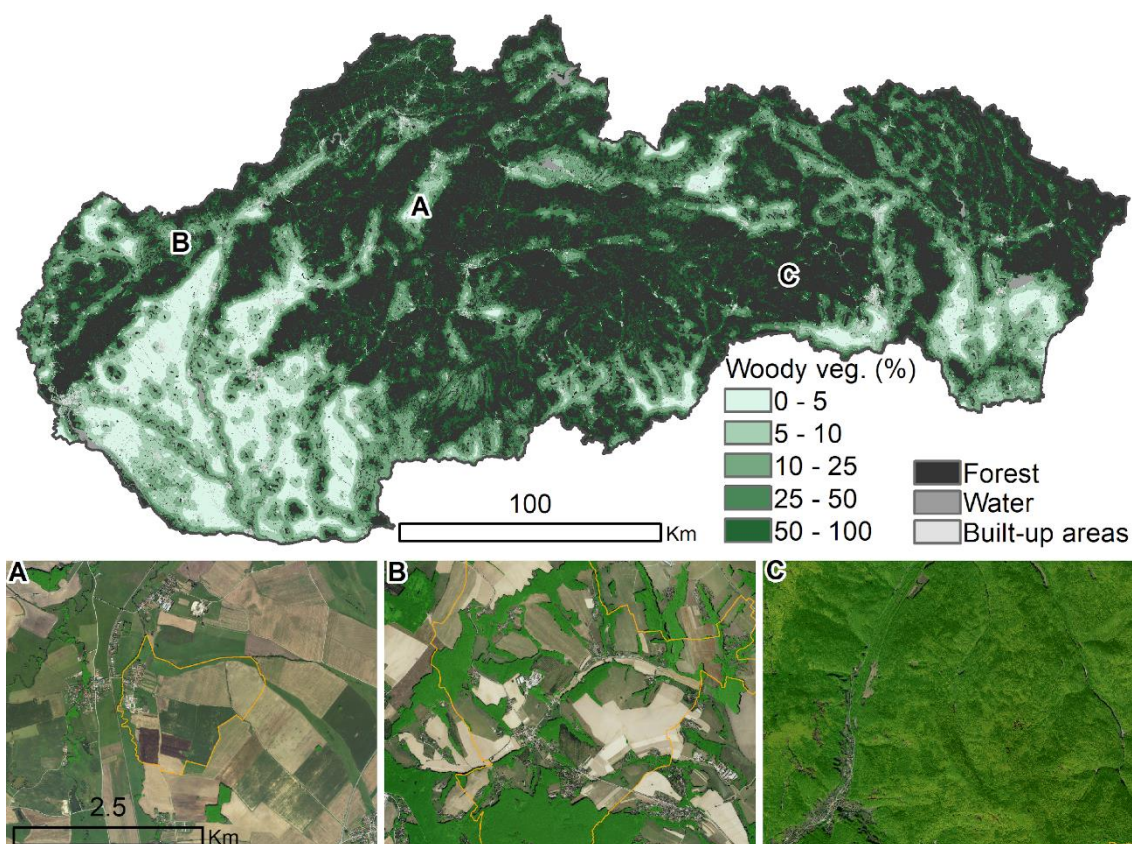 A
B
C
Woody veg. (%)
0 - 5
5 - 10
10 - 25
25 - 50
50 - 100
Forest
Water
Built-up areas
100
Km
A
B
C
2.5
Km